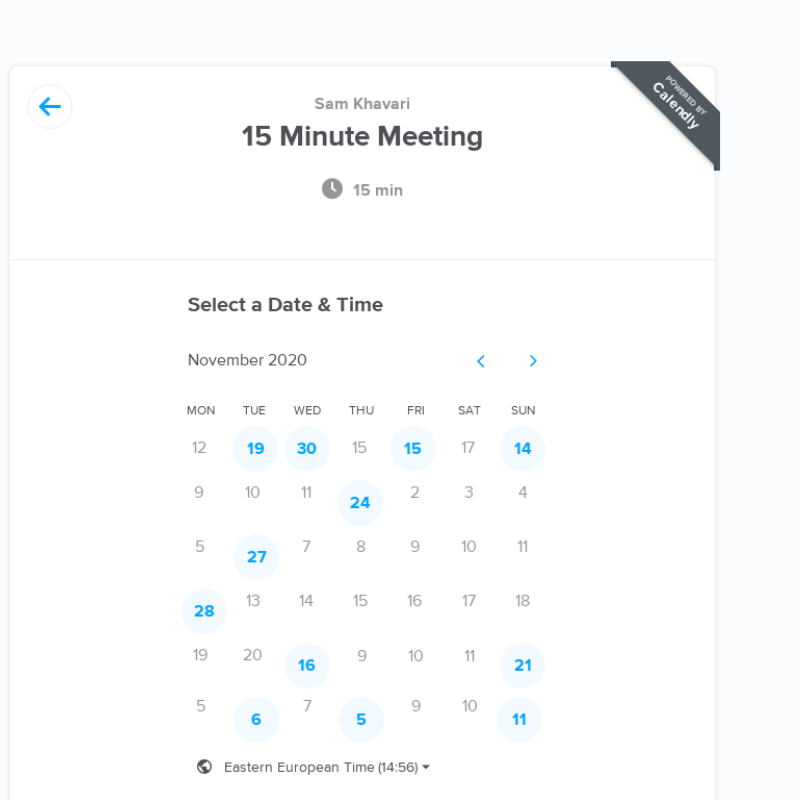 Sam Khavari
POWERED BY
Calendly
15 Minute Meeting
15 min
Select a Date & Time
November 2020
MON TUE WED THU FRI SAT SUN
12 19 30 15 15 17 14
9 10 11 24 2 3 4
5 27 7 8 9 10 11
28 13 14 15 16 17 18
19 20 16 9 10 11 21
5 6 7 5 9 10 11
Eastern European Time (14:56)